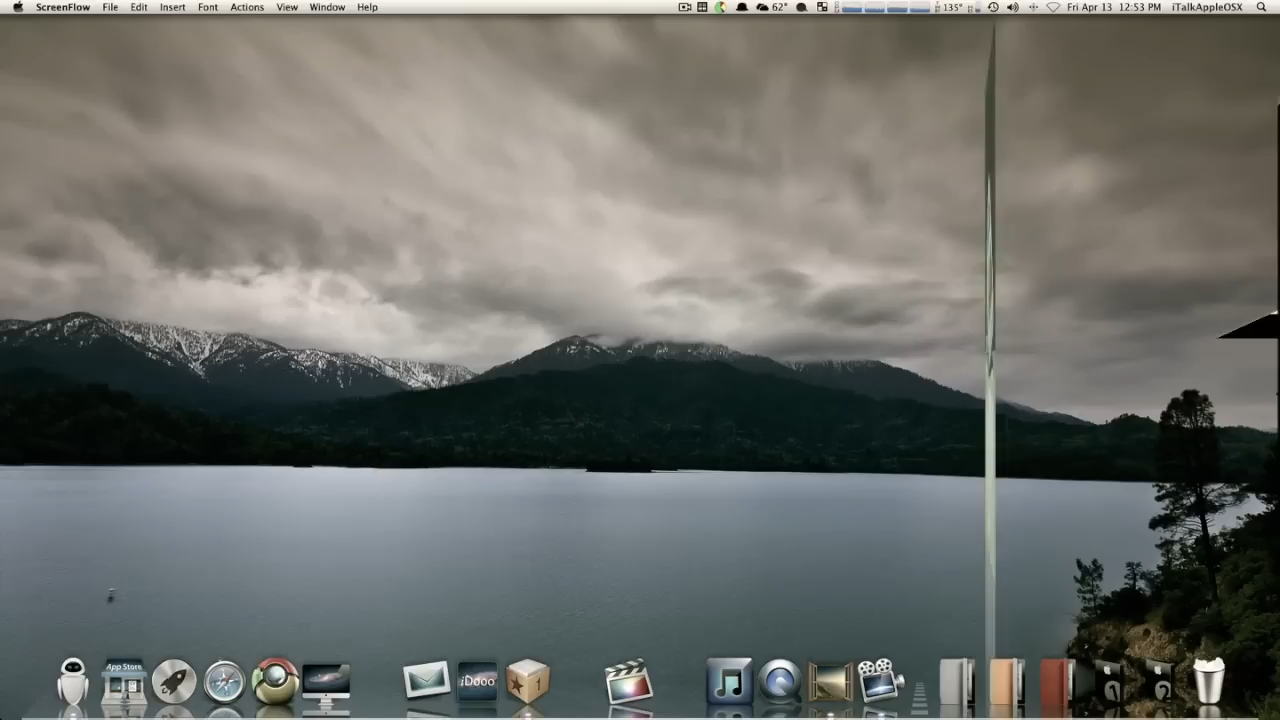 ScreenFlow File Edit Insert Font Actions View Window Help 62° 135° Fri Apr 13 12:53 PM iTalkAppleOSX
App Store
iDooo
1